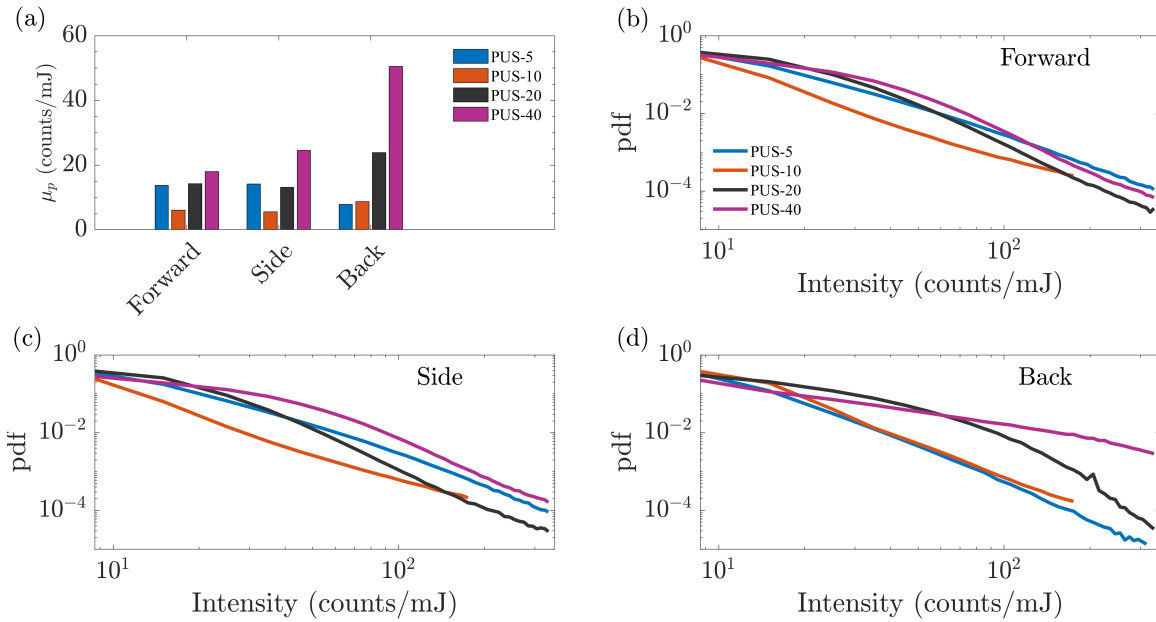 (a)
60
40
20
0
μp (counts/mJ)
PUS-5
PUS-10
PUS-20
PUS-40
Forward
Side
Back
(b)
10^0
10^-2
10^-4
pdf
Forward
PUS-5
PUS-10
PUS-20
PUS-40
10^1
10^2
Intensity (counts/mJ)
(c)
10^0
10^-2
10^-4
pdf
Side
10^1
10^2
Intensity (counts/mJ)
(d)
10^0
10^-2
10^-4
pdf
Back
10^1
10^2
Intensity (counts/mJ)